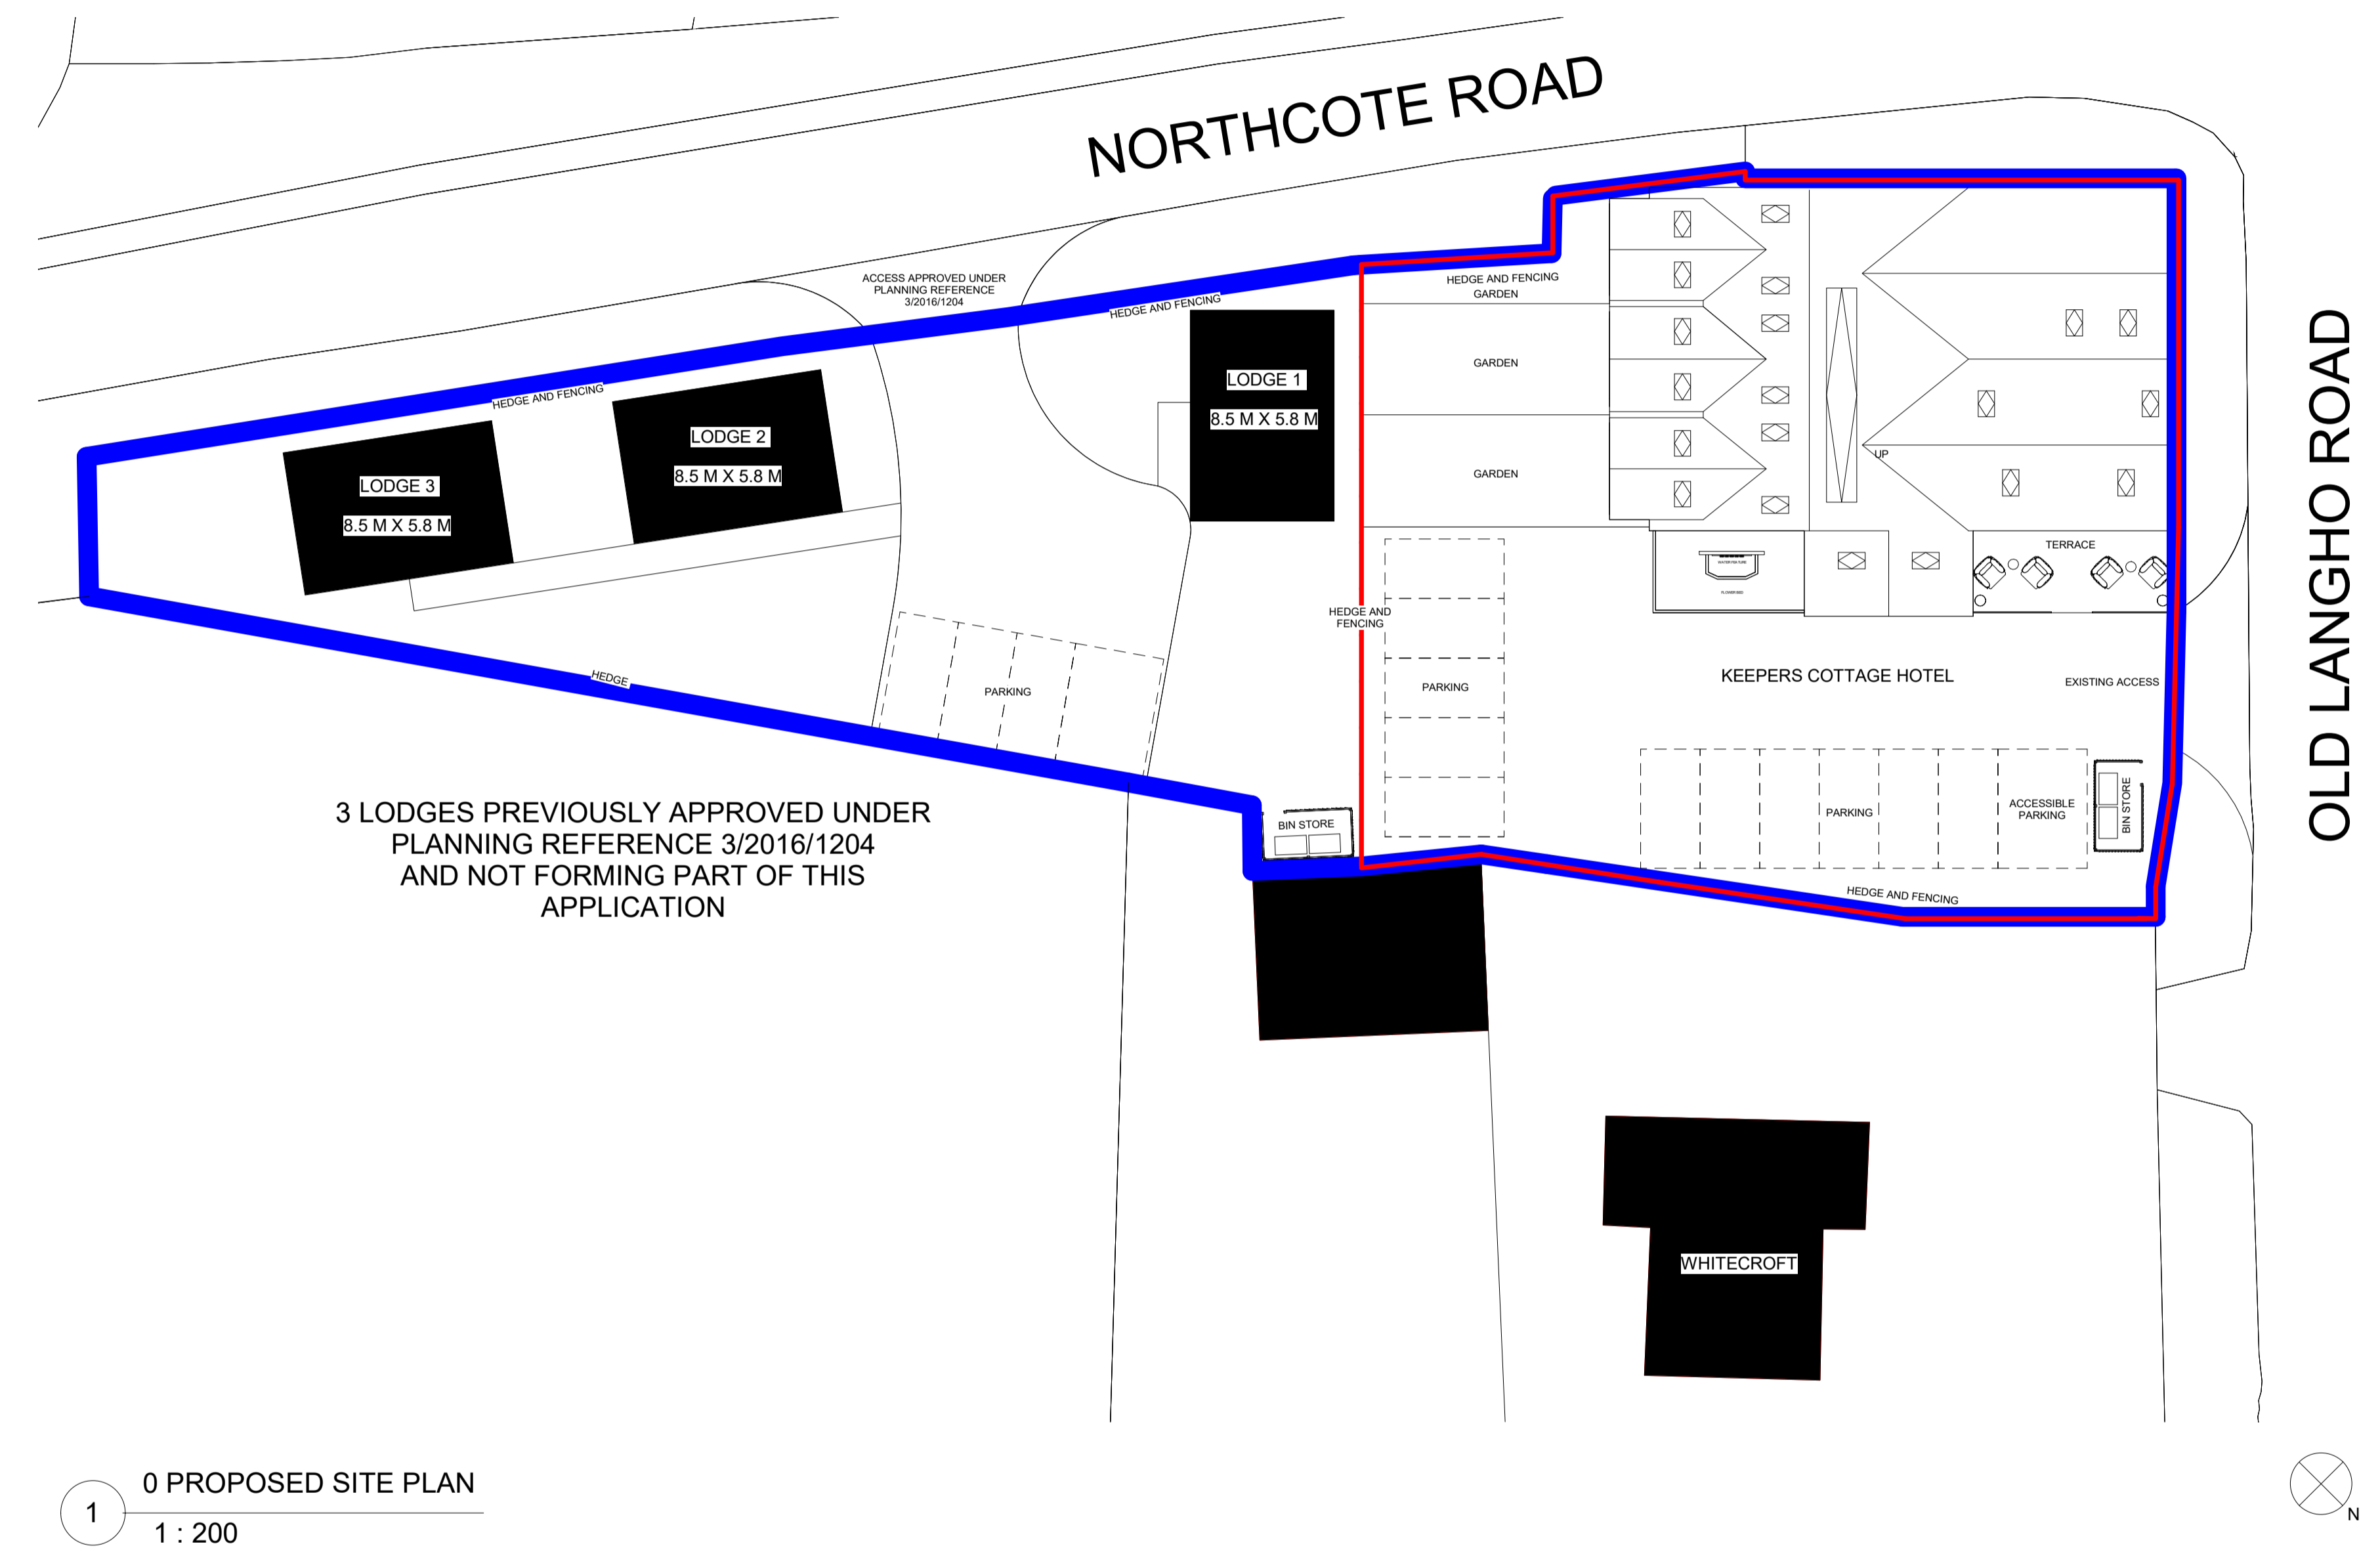 NORTHCOTE ROAD
OLD LANGHO ROAD
ACCESS APPROVED UNDER
PLANNING REFERENCE
3/2016/1204
HEDGE AND FENCING
HEDGE AND FENCING
HEDGE AND FENCING
GARDEN
GARDEN
GARDEN
LODGE 1
8.5 M X 5.8 M
LODGE 2
8.5 M X 5.8 M
LODGE 3
8.5 M X 5.8 M
UP
TERRACE
WATER FEATURE
FLOWER BED
HEDGE AND
FENCING
HEDGE
PARKING
PARKING
KEEPERS COTTAGE HOTEL
EXISTING ACCESS
BIN STORE
PARKING
ACCESSIBLE
PARKING
BIN STORE
HEDGE AND FENCING
3 LODGES PREVIOUSLY APPROVED UNDER
PLANNING REFERENCE 3/2016/1204
AND NOT FORMING PART OF THIS
APPLICATION
WHITECROFT
1
0 PROPOSED SITE PLAN
1 : 200
N